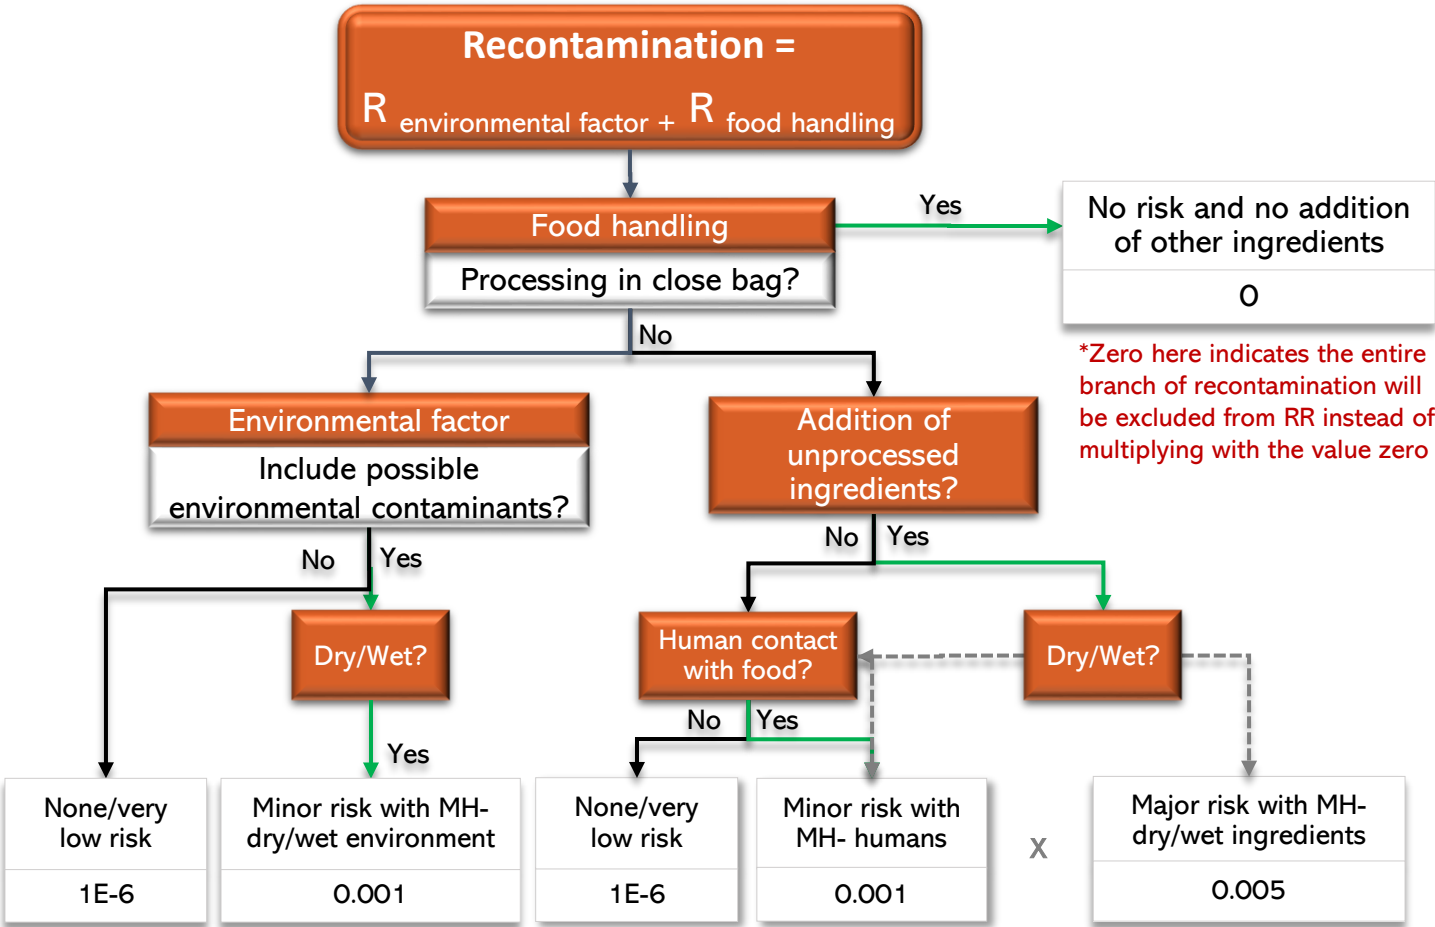 Recontamination =
R environmental factor + R food handling
Yes
Food handling
No risk and no addition
of other ingredients
Processing in close bag?
0
No
*Zero here indicates the entire
branch of recontamination will
be excluded from RR instead of
multiplying with the value zero
Environmental factor
Include possible
environmental contaminants?
Addition of
unprocessed
ingredients?
No
Yes
No
Yes
Dry/Wet?
Human contact
with food?
Dry/Wet?
Yes
No
Yes
None/very
low risk
1E-6
Minor risk with MH-
dry/wet environment
0.001
None/very
low risk
1E-6
Minor risk with
MH- humans
0.001
X
Major risk with MH-
dry/wet ingredients
0.005